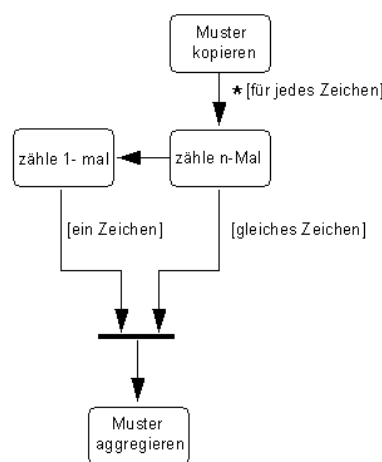 Muster
kopieren
* [für jedes Zeichen]
zähle 1- mal
zähle n-Mal
[ein Zeichen]
[gleiches Zeichen]
Muster
aggregieren